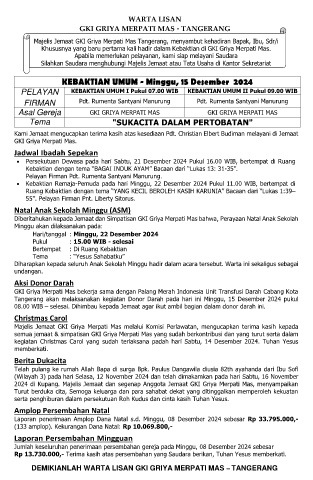 WARTA LISAN
GKI GRIYA MERPATI MAS - TANGERANG
Majelis Jemaat GKI Griya Merpati Mas Tangerang, menyambut kehadiran Bapak, Ibu, Sdr/i
Khususnya yang baru pertama kali hadir dalam Kebaktian di GKI Griya Merpati Mas.
Apabila memerlukan pelayanan, kami siap melayani Saudara
Silahkan Saudara menghubungi Majelis Jemaat atau Tata Usaha di Kantor Sekretariat
KEBAKTIAN UMUM - Minggu, 15 Desember 2024
PELAYAN KEBAKTIAN UMUM I Pukul 07.00 WIB KEBAKTIAN UMUM II Pukul 09.00 WIB
FIRMAN Pdt. Rumenta Santyani Manurung Pdt. Rumenta Santyani Manurung
Asal Gereja GKI GRIYA MERPATI MAS GKI GRIYA MERPATI MAS
Tema "SUKACITA DALAM PERTOBATAN"
Kami Jemaat mengucapkan terima kasih atas kesediaan Pdt. Christian Elbert Budiman melayani di Jemaat
GKI Griya Merpati Mas.
Jadwal Ibadah Sepekan
• Persekutuan Dewasa pada hari Sabtu, 21 Desember 2024 Pukul 16.00 WIB, bertempat di Ruang
Kebaktian dengan tema "BAGAI INDUK AYAM" Bacaan dari "Lukas 13: 31-35".
Pelayan Firman Pdt. Rumenta Santyani Manurung.
• Kebaktian Remaja-Pemuda pada hari Minggu, 22 Desember 2024 Pukul 11.00 WIB, bertempat di
Ruang Kebaktian dengan tema "YANG KECIL BEROLEH KASIH KARUNIA" Bacaan dari "Lukas 1:39–
55". Pelayan Firman Pnt. Liberty Sitorus.
Natal Anak Sekolah Minggu (ASM)
Diberitahukan kepada Jemaat dan Simpatisan GKI Griya Merpati Mas bahwa, Perayaan Natal Anak Sekolah
Minggu akan dilaksanakan pada:
Hari/tanggal : Minggu, 22 Desember 2024
Pukul : 15.00 WIB - selesai
Bertempat : Di Ruang Kebaktian
Tema : "Yesus Sahabatku"
Diharapkan kepada seluruh Anak Sekolah Minggu hadir dalam acara tersebut. Warta ini sekaligus sebagai
undangan.
Aksi Donor Darah
GKI Griya Merpati Mas bekerja sama dengan Palang Merah Indonesia Unit Transfusi Darah Cabang Kota
Tangerang akan melaksanakan kegiatan Donor Darah pada hari ini Minggu, 15 Desember 2024 pukul
08.00 WIB – selesai. Dihimbau kepada Jemaat agar ikut ambil bagian dalam donor darah ini.
Christmas Carol
Majelis Jemaat GKI Griya Merpati Mas melalui Komisi Perlawatan, mengucapkan terima kasih kepada
semua jemaat & simpatisan GKI Griya Merpati Mas yang sudah berkontribusi dan yang turut serta dalam
kegiatan Christmas Carol yang sudah terlaksana padah hari Sabtu, 14 Desember 2024. Tuhan Yesus
memberkati.
Berita Dukacita
Telah pulang ke rumah Allah Bapa di surga Bpk. Paulus Dangawila diusia 82th ayahanda dari Ibu Sofi
(Wilayah 3) pada hari Selasa, 12 November 2024 dan telah dimakamkan pada hari Sabtu, 16 November
2024 di Kupang. Majelis Jemaat dan segenap Anggota Jemaat GKI Griya Merpati Mas, menyampaikan
Turut berduka cita, Semoga keluarga dan para sahabat dekat yang ditinggalkan memperoleh kekuatan
serta penghiburan dalam persekutuan Roh Kudus dan cinta kasih Tuhan Yesus.
Amplop Persembahan Natal
Laporan penerimaan Amplop Dana Natal s.d. Minggu, 08 Desember 2024 sebesar Rp 33.795.000,-
(133 amplop). Kekurangan Dana Natal: Rp 10.069.800,-
Laporan Persembahan Mingguan
Jumlah keseluruhan penerimaan persembahan gereja pada Minggu, 08 Desember 2024 sebesar
Rp 13.730.000,- Terima kasih atas persembahan yang Saudara berikan, Tuhan Yesus memberkati.
DEMIKIANLAH WARTA LISAN GKI GRIYA MERPATI MAS – TANGERANG